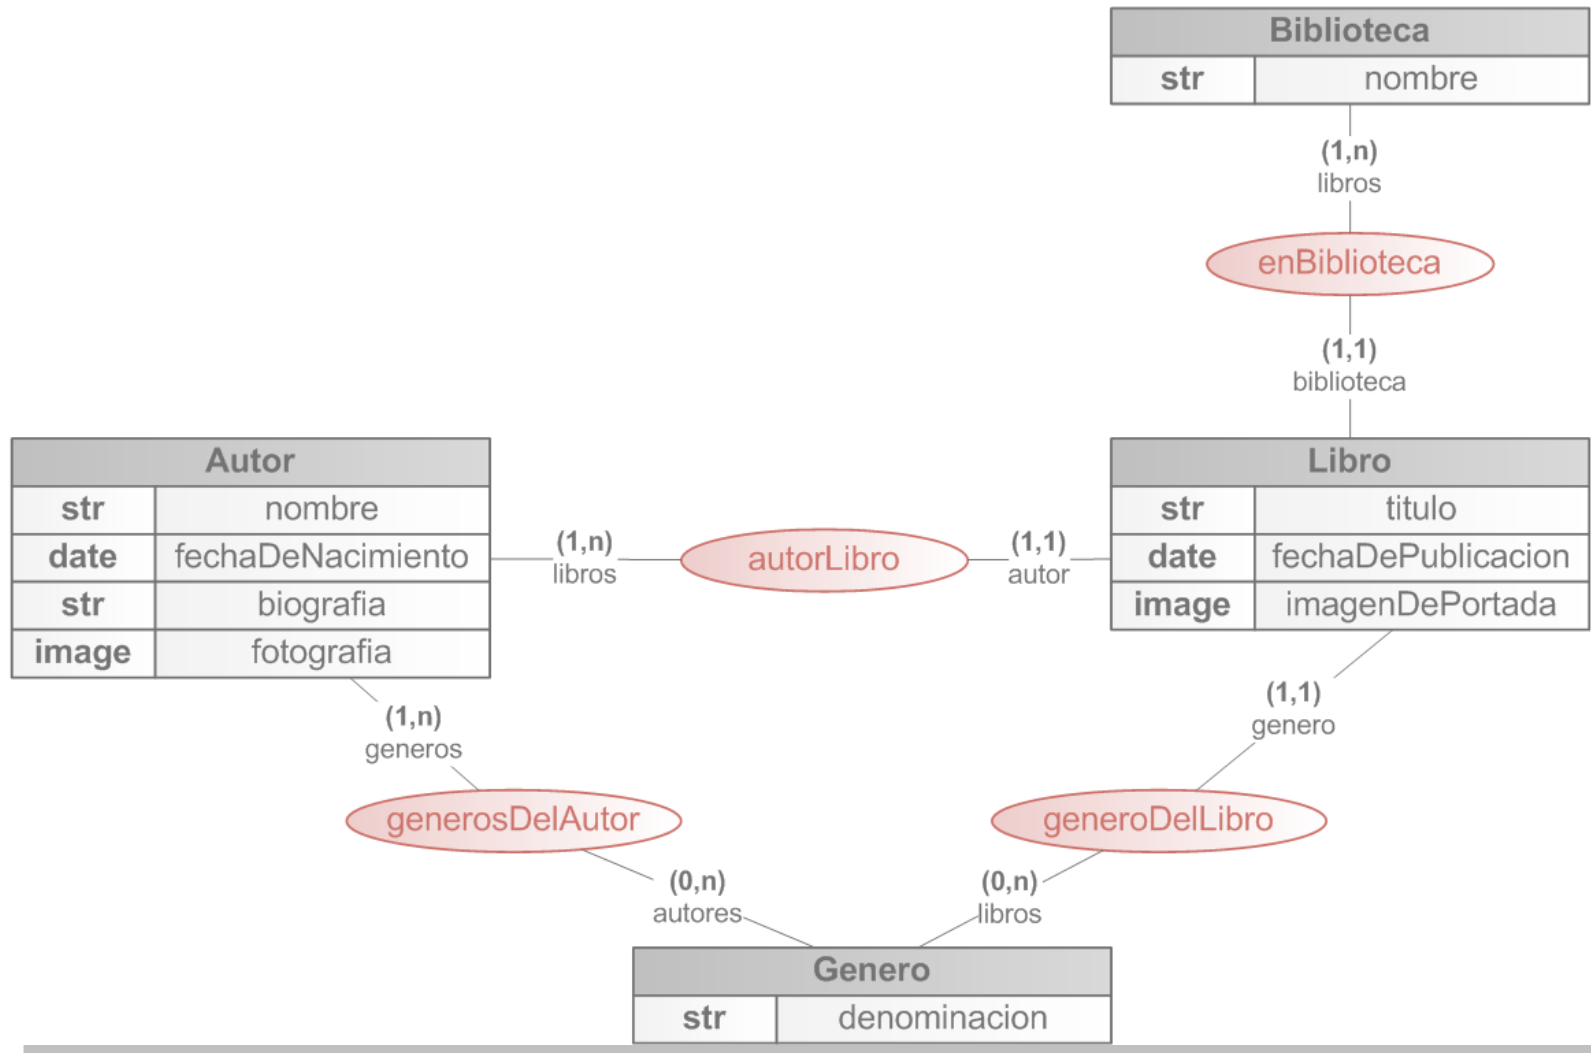 Biblioteca
str nombre
(1,n)
libros
enBiblioteca
(1,1)
biblioteca
Autor
str nombre
date fechaDeNacimiento
str biografia
image fotografia
(1,n)
libros
autorLibro
(1,1)
autor
Libro
str titulo
date fechaDePublicacion
image imagenDePortada
(1,n)
generos
generosDelAutor
(0,n)
autores
(1,1)
genero
generoDelLibro
(0,n)
libros
Genero
str denominacion